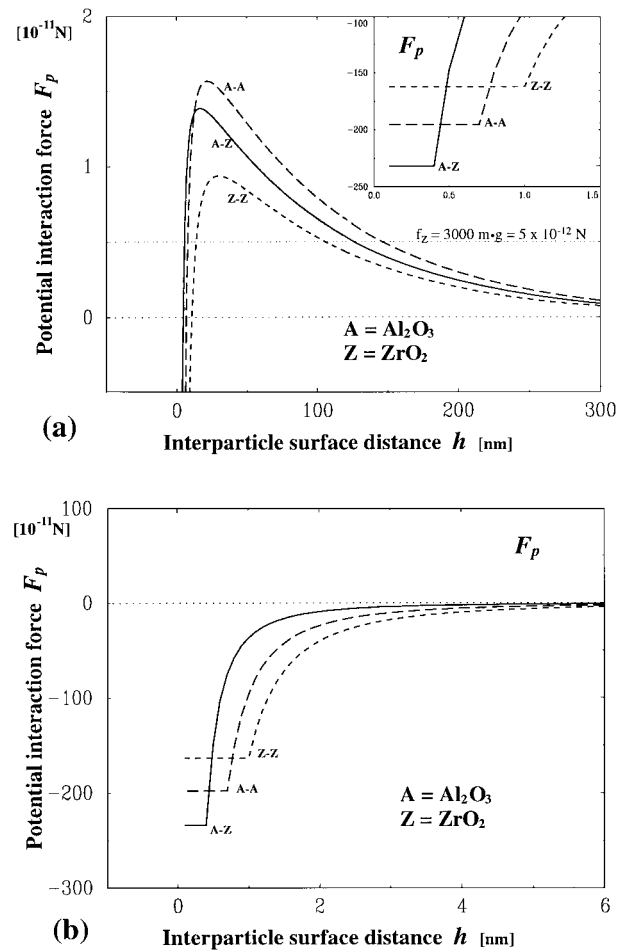 [10⁻¹¹N]
Potential interaction force Fₚ
2
1
0
A-A
A-Z
Z-Z
Fₚ
-100
-150
-200
-250
0.0
0.5
1.0
1.5
Z-Z
A-A
A-Z
f_Z = 3000 m•g = 5 x 10⁻¹² N
A = Al₂O₃
Z = ZrO₂
0
100
200
300
(a)
Interparticle surface distance h [nm]
[10⁻¹¹N]
Potential interaction force Fₚ
100
0
−100
−200
−300
Fₚ
Z-Z
A-A
A-Z
A = Al₂O₃
Z = ZrO₂
0
2
4
6
(b)
Interparticle surface distance h [nm]